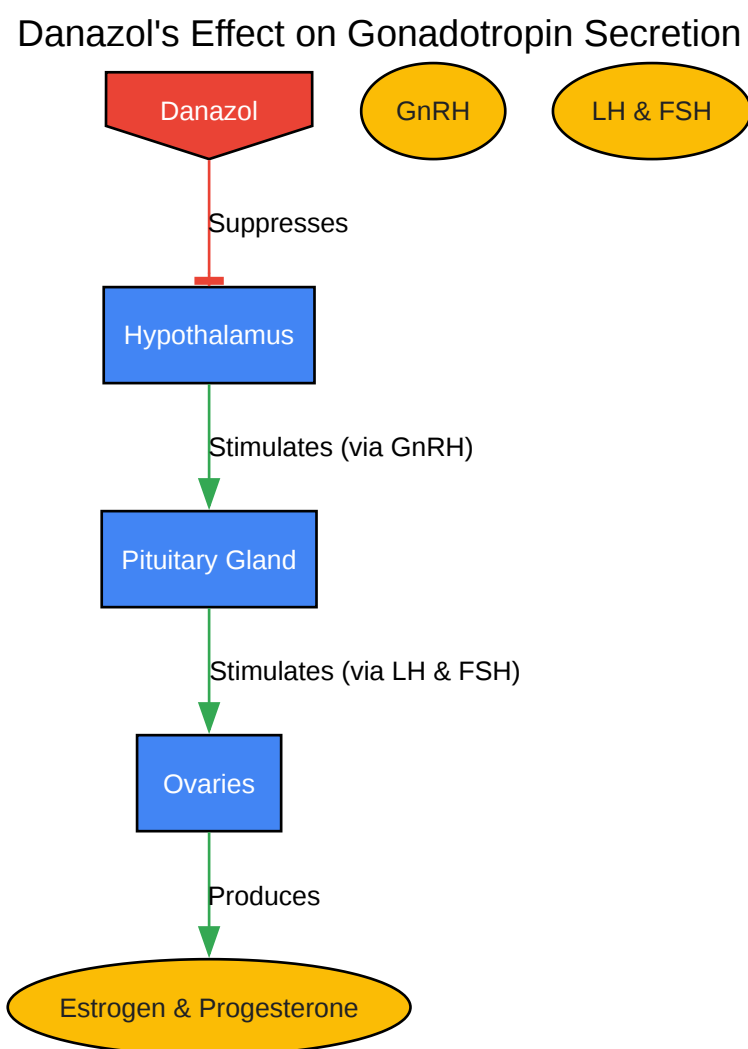 Danazol's Effect on Gonadotropin Secretion
Danazol
GnRH
LH & FSH
Suppresses
Hypothalamus
Stimulates (via GnRH)
Pituitary Gland
Stimulates (via LH & FSH)
Ovaries
Produces
Estrogen & Progesterone